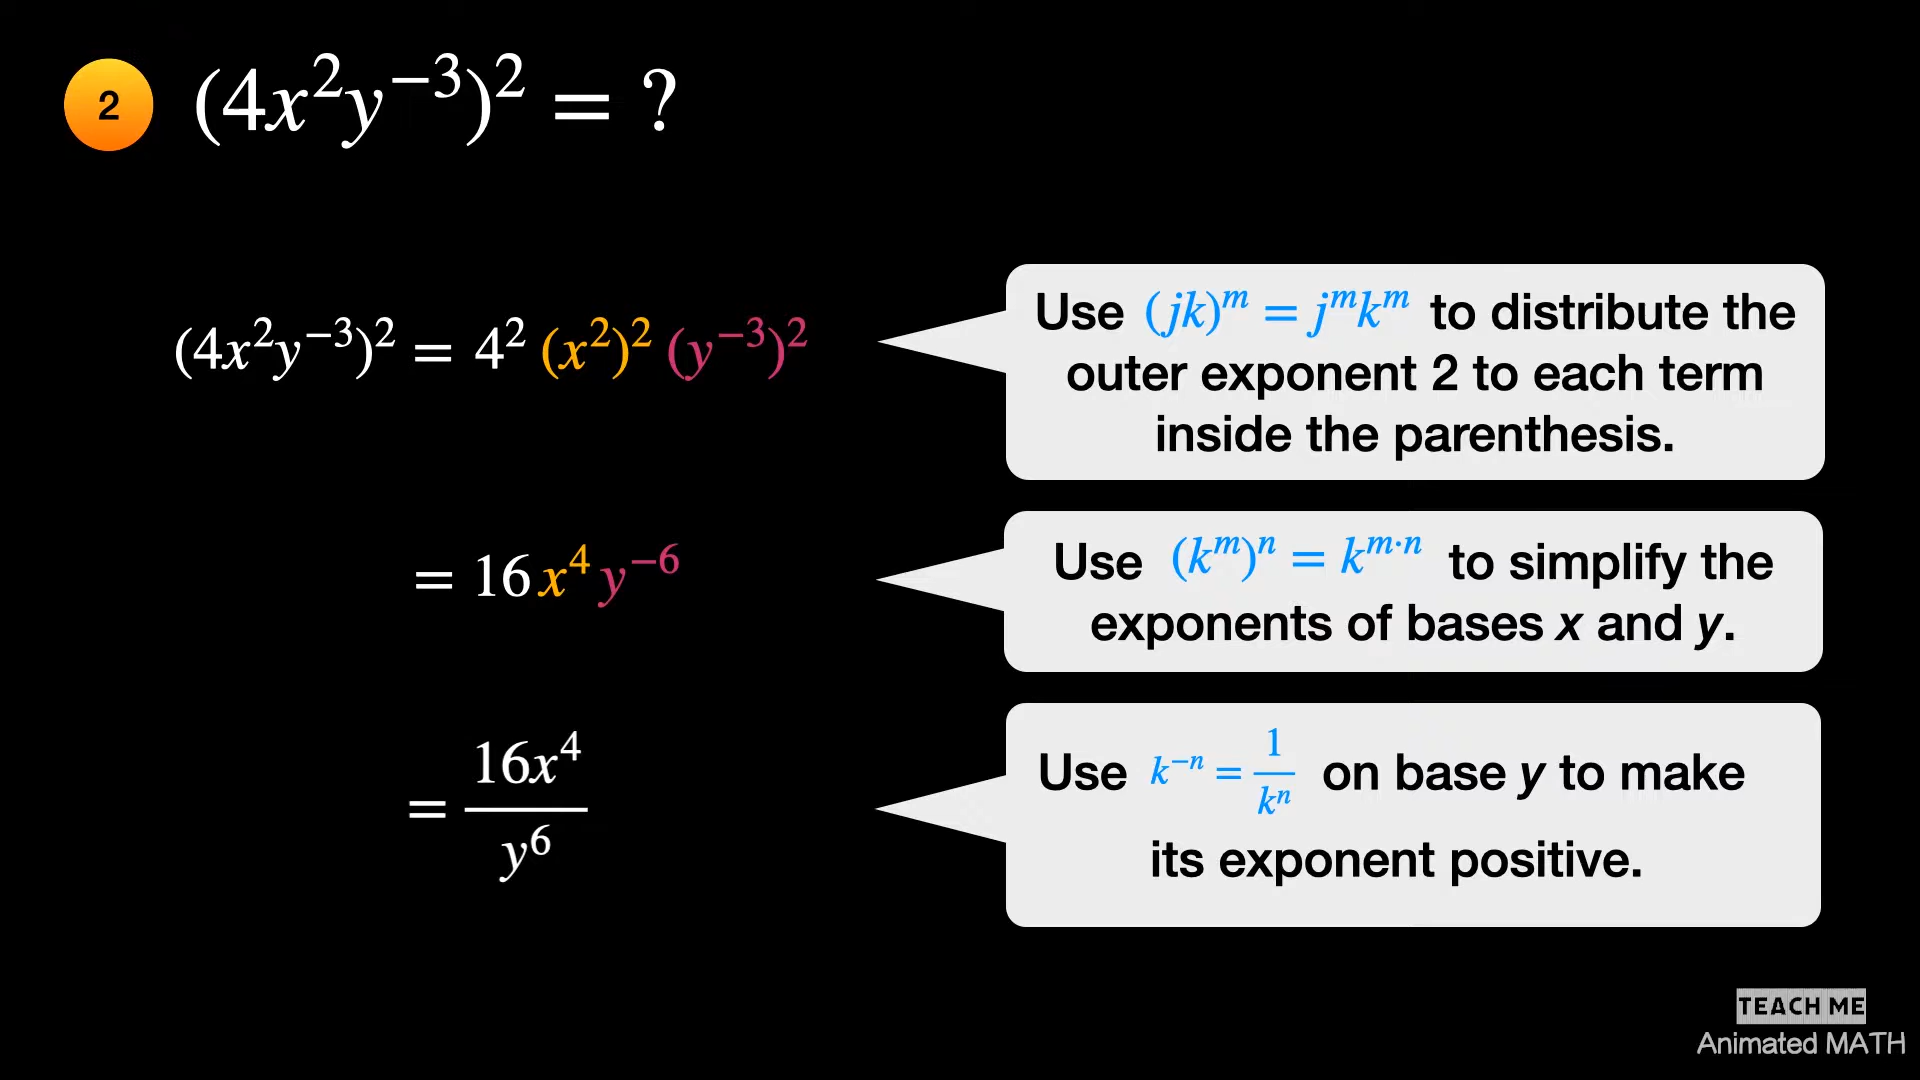 2 (4x²y⁻³)² = ?
(4x²y⁻³)² = 4² (x²)² (y⁻³)²
Use (jk)ᵐ = jᵐkᵐ to distribute the
outer exponent 2 to each term
inside the parenthesis.
= 16x⁴y⁻⁶
Use (kᵐ)ⁿ = kᵐ·ⁿ to simplify the
exponents of bases x and y.
= 16x⁴/y⁶
Use k⁻ⁿ = 1/kⁿ on base y to make
its exponent positive.
TEACH ME
Animated MATH